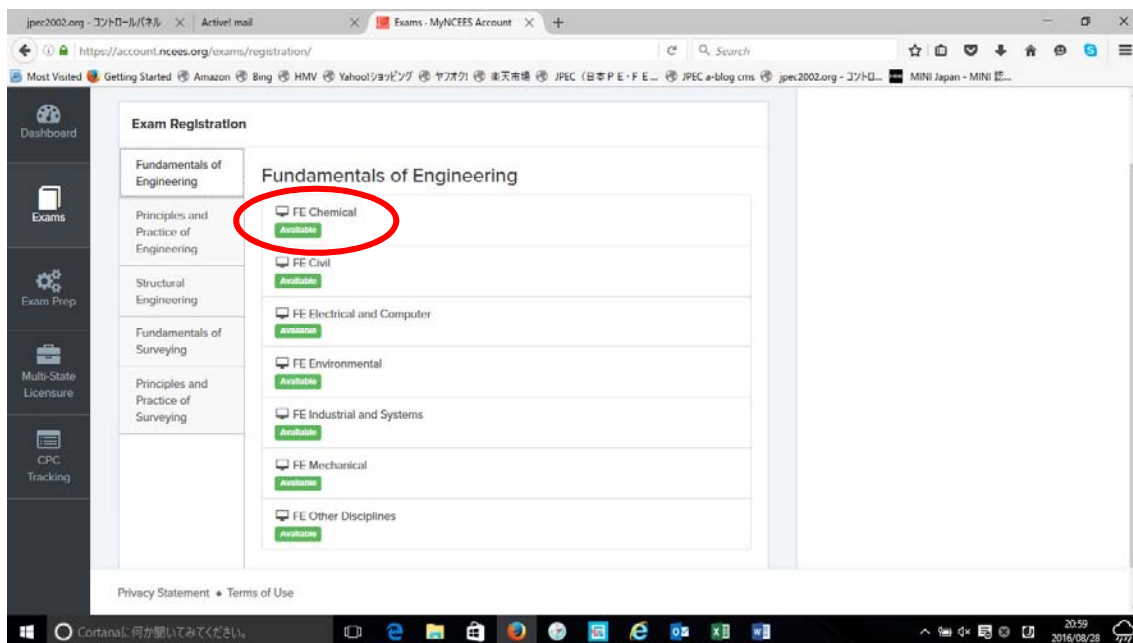 jpec2002.org - コントロールパネル
Active! mail
Exams - MyNCEES Account
https://account.ncees.org/exams/registration/
Search
Most Visited Getting Started Amazon Bing HMV Yahoo!ショッピング ヤフオク! 楽天市場 JPEC (日本PE・FE... JPEC a-blog cms jpec2002.org - コントロ... MINI Japan - MINI 認...
Dashboard
Exams
Exam Prep
Multi-State
Licensure
CPC
Tracking
Exam Registration
Fundamentals of
Engineering
Principles and
Practice of
Engineering
Structural
Engineering
Fundamentals of
Surveying
Principles and
Practice of
Surveying
Fundamentals of Engineering
FE Chemical
Available
FE Civil
Available
FE Electrical and Computer
Available
FE Environmental
Available
FE Industrial and Systems
Available
FE Mechanical
Available
FE Other Disciplines
Available
Privacy Statement • Terms of Use
Cortanaに何か聞いてみてください。
20:59
2016/08/28